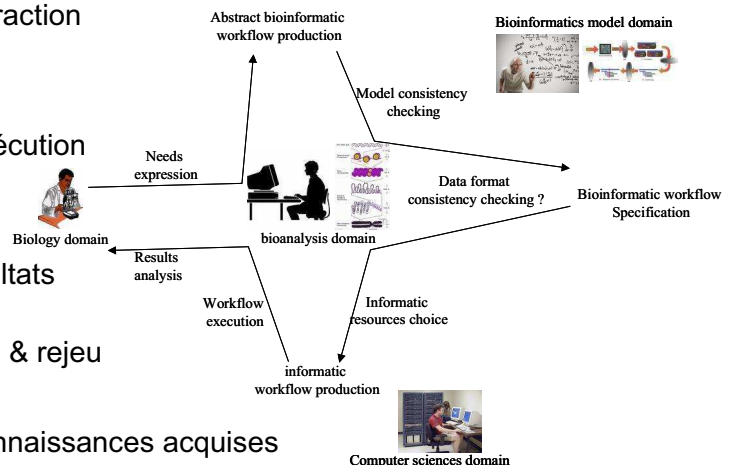 raction
écution
ltats
& rejeu
nnaissances acquises
Abstract bioinformatic
workflow production
Bioinformatics model domain
Model consistency
checking
Needs
expression
Data format
consistency checking ?
Bioinformatic workflow
Specification
Biology domain
bioanalysis domain
Results
analysis
Workflow
execution
Informatic
resources choice
informatic
workflow production
Computer sciences domain